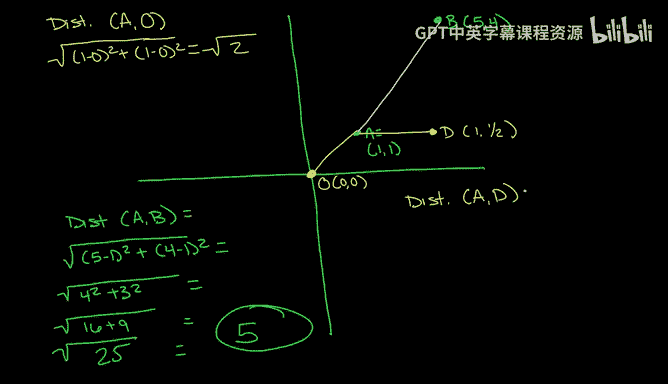 Dist. (A,O)
√(1-0)²+(1-0)² = √2
B (5,4)
GPT中英字幕课程资源 bilibili
A=
(1,1)
D (1, ½)
O(0,0)
Dist. (A,D)
Dist (A,B) =
√(5-1)²+(4-1)² =
√4²+3² =
√16+9 =
√25 =
5